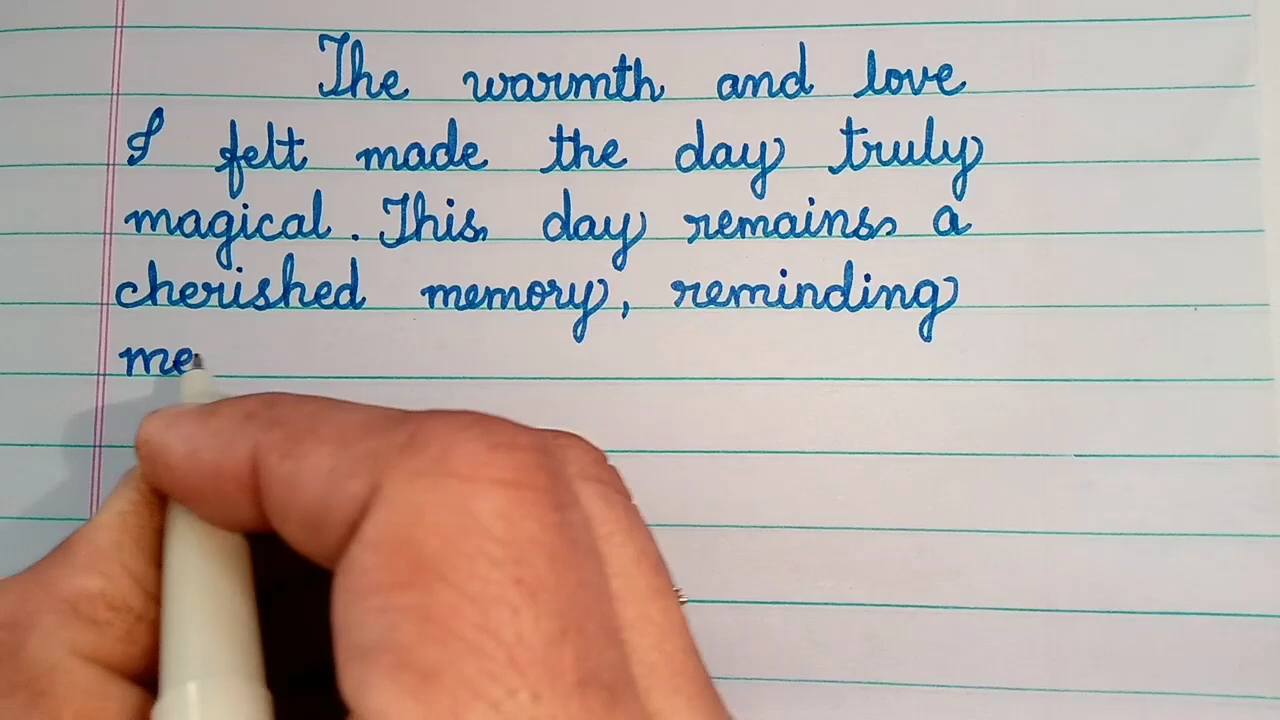 The warmth and love
I felt made the day truly
magical. This day remains a
cherished memory, reminding
me